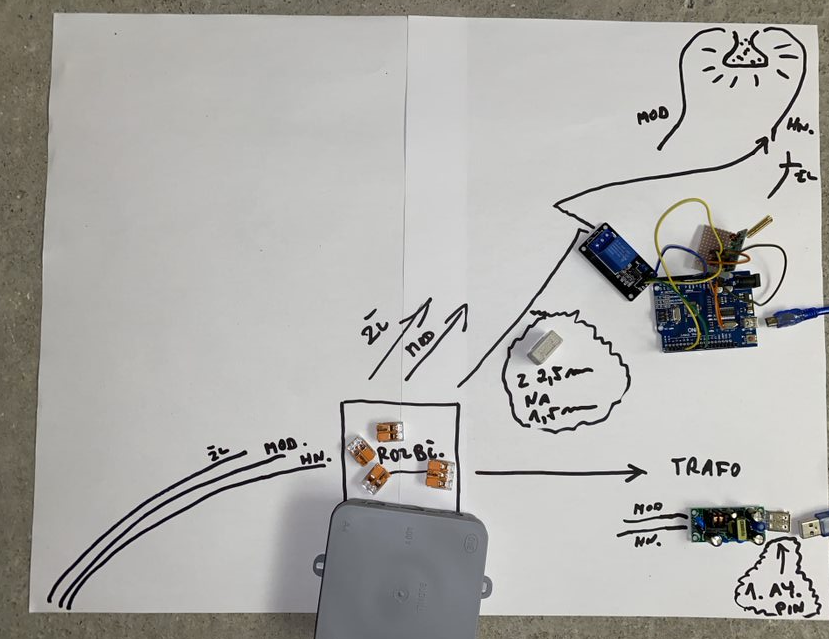 MOD
HN.
ŽL
ŽL
MOD
Z 2,5mm
NA
1,5mm
ŽL
MOD.
HN.
ROZBČ.
TRAFO
MOD
HN.
1. A4.
PIN